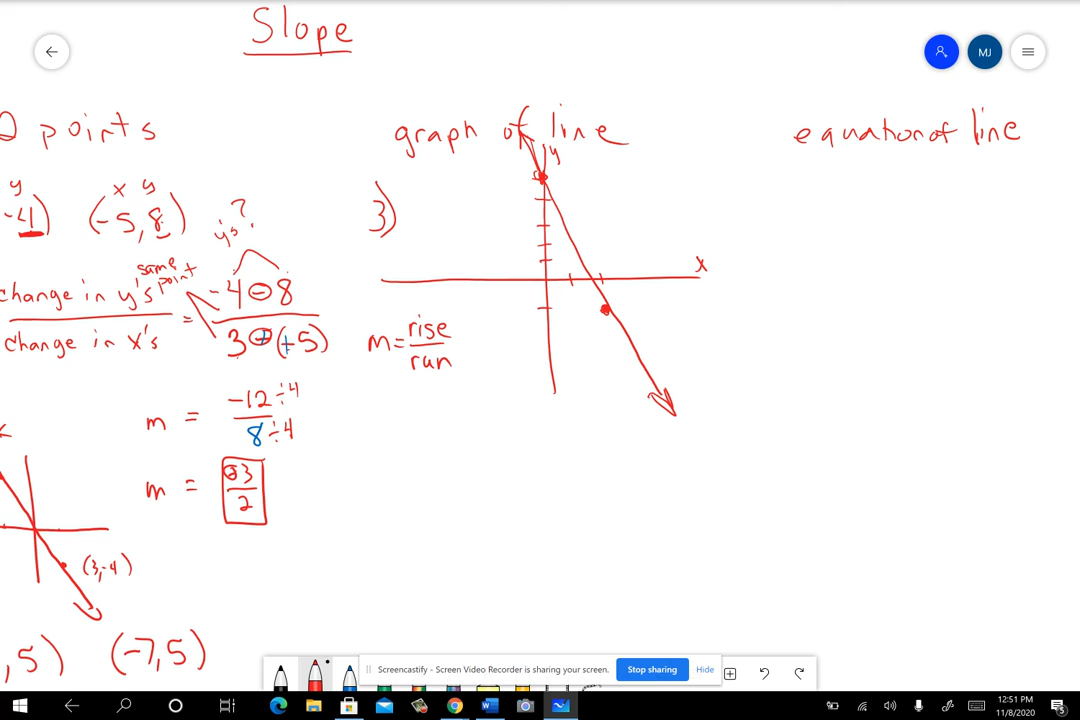 Slope
MJ
2 points
graph of line
equation of line
y
x y
-4) (-5, 8)
y's?
same point
change in y's
change in x's
= -4 - 8
3 + (+5)
m = -12 ÷4
8 ÷4
m = -3
2
(3,-4)
, 5) (-7, 5)
3)
y
x
m = rise
run
Screencastify - Screen Video Recorder is sharing your screen.
Stop sharing
Hide
12:51 PM
11/8/2020
5